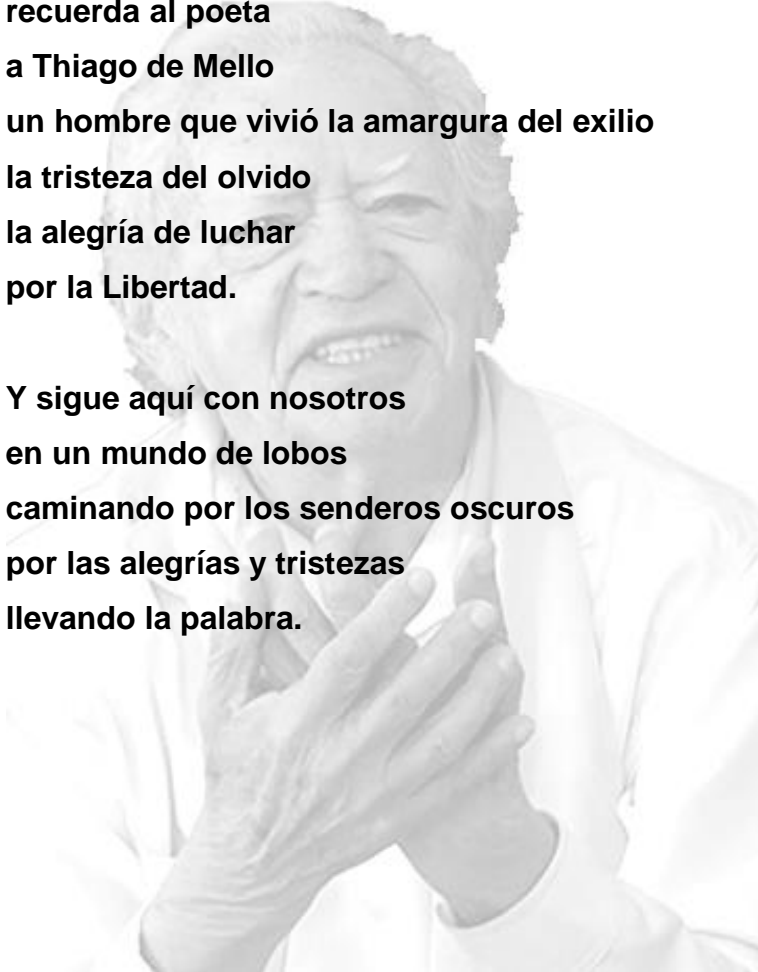 recuerda al poeta
a Thiago de Mello
un hombre que vivió la amargura del exilio
la tristeza del olvido
la alegría de luchar
por la Libertad.
Y sigue aquí con nosotros
en un mundo de lobos
caminando por los senderos oscuros
por las alegrías y tristezas
llevando la palabra.